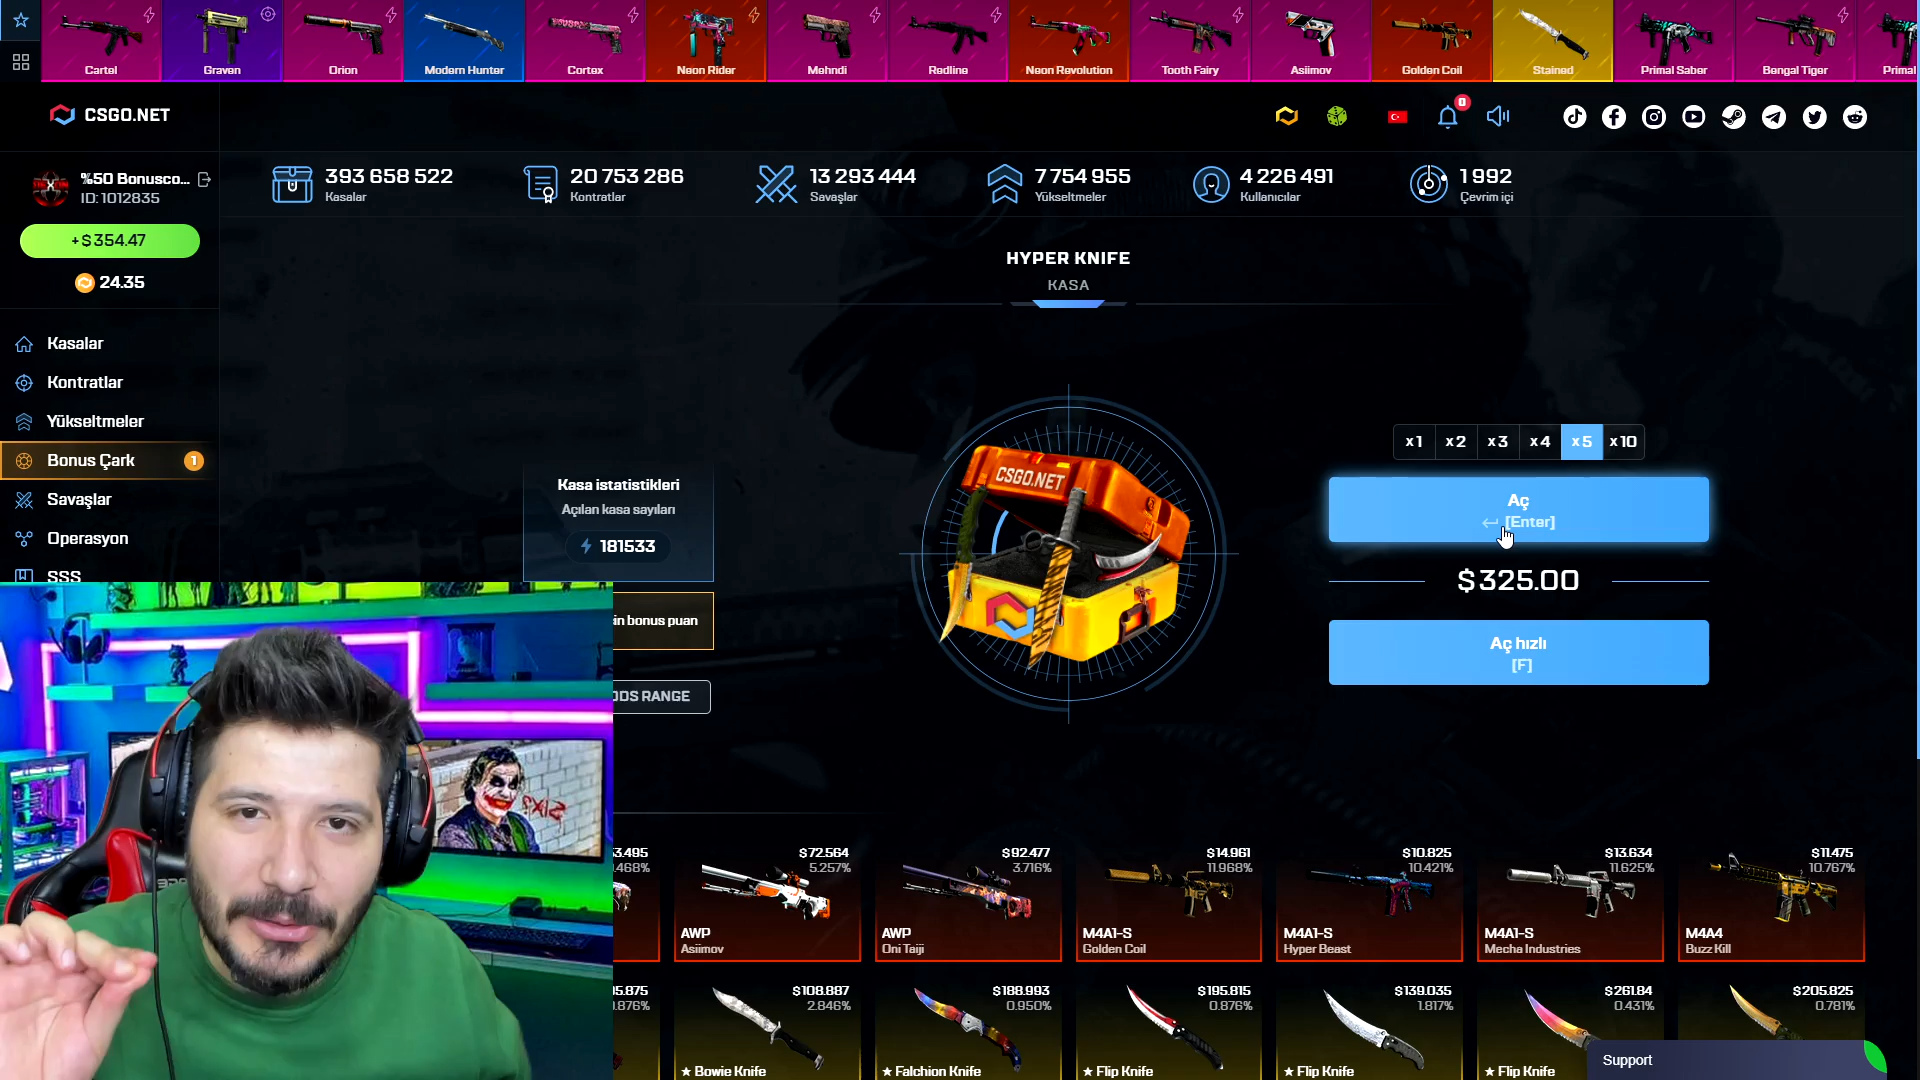 Cartel
Graven
Orion
Modern Hunter
Cortex
Neon Rider
Mehndi
Redline
Neon Revolution
Tooth Fairy
Asiimov
Golden Coil
Stained
Primal Saber
Bengal Tiger
Primal
CSGO.NET
0
%50 Bonusco...
ID: 1012835
+$354.47
24.35
393 658 522
Kasalar
20 753 286
Kontratlar
13 293 444
Savaşlar
7 754 955
Yükseltmeler
4 226 491
Kullanıcılar
1 992
Çevrim içi
HYPER KNIFE
KASA
Kasalar
Kontratlar
Yükseltmeler
Bonus Çark
1
Savaşlar
Operasyon
SSS
Kasa istatistikleri
Açılan kasa sayıları
181533
in bonus puan
DDS RANGE
CSGO.NET
x1
x2
x3
x4
x5
x10
Aç
[Enter]
$325.00
Aç hızlı
[F]
3.495
.468%
$72.564
5.257%
AWP
Asiimov
$92.477
3.716%
AWP
Oni Taiji
$14.961
11.968%
M4A1-S
Golden Coil
$10.825
10.421%
M4A1-S
Hyper Beast
$13.634
11.625%
M4A1-S
Mecha Industries
$11.475
10.767%
M4A4
Buzz Kill
5.875
.876%
$108.887
2.846%
★ Bowie Knife
$188.993
0.950%
★ Falchion Knife
$195.815
0.876%
★ Flip Knife
$139.035
1.817%
★ Flip Knife
$261.84
0.431%
★ Flip Knife
$205.825
0.781%
Support